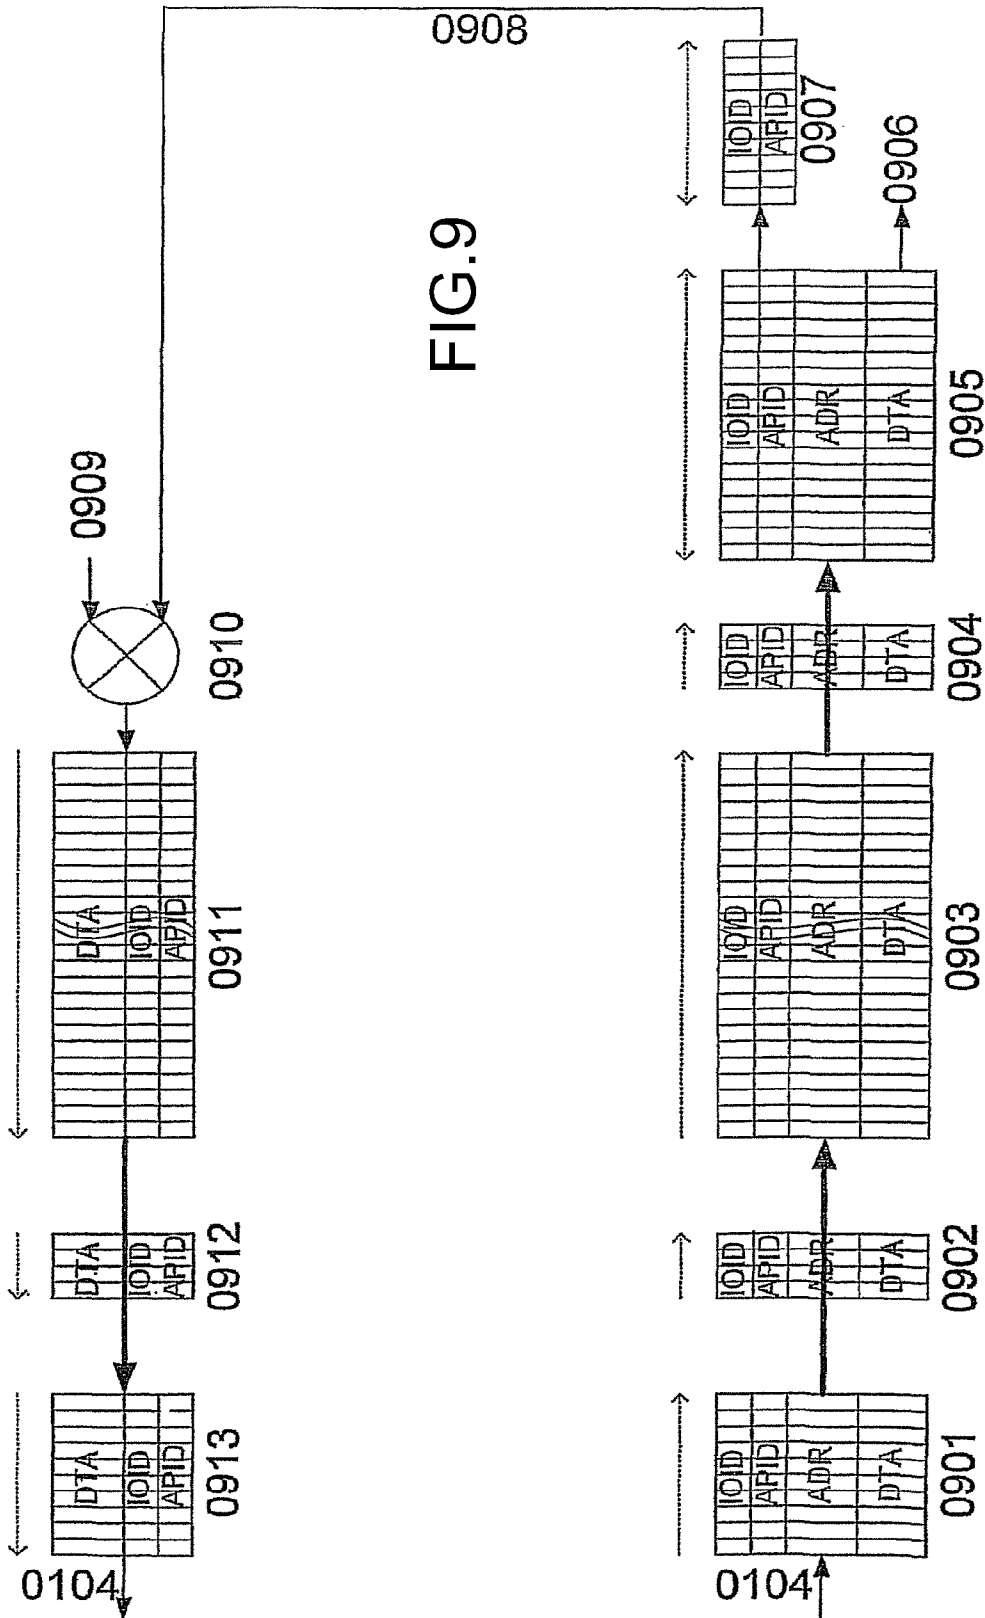 0908
IOID
APID
0907
0906
FIG.9
IOID
APID
ADR
DTA
0905
0909
0910
IOID
APID
ADR
DTA
0904
DTA
IOID
APID
0911
IOID
APID
ADR
DTA
0903
DTA
IOID
APID
0912
IOID
APID
ADR
DTA
0902
DTA
IOID
APID
0913
IOID
APID
ADR
DTA
0901
0104
0104